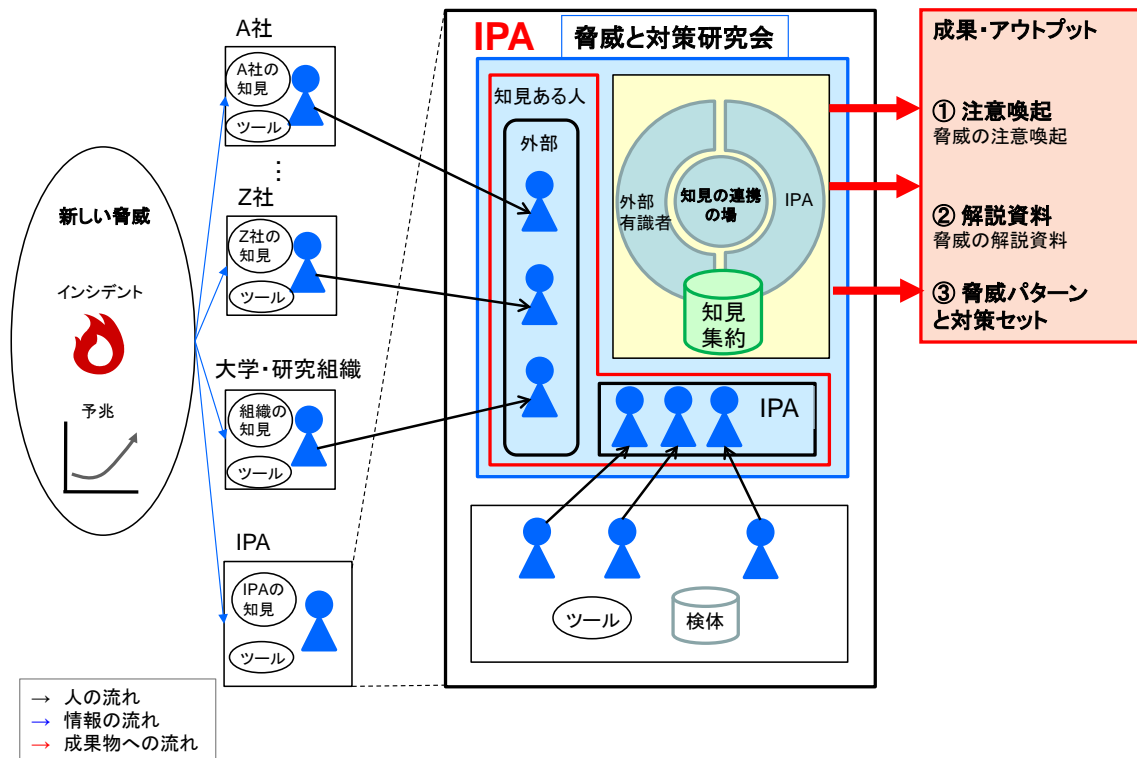 新しい脅威
インシデント
予兆
A社
A社の
知見
ツール
⋮
Z社
Z社の
知見
ツール
大学・研究組織
組織の
知見
ツール
IPA
IPAの
知見
ツール
→ 人の流れ
→ 情報の流れ
→ 成果物への流れ
IPA
脅威と対策研究会
知見ある人
外部
外部
有識者
知見の連携
の場
IPA
知見
集約
IPA
ツール
検体
成果・アウトプット
① 注意喚起
脅威の注意喚起
② 解説資料
脅威の解説資料
③ 脅威パターン
と対策セット